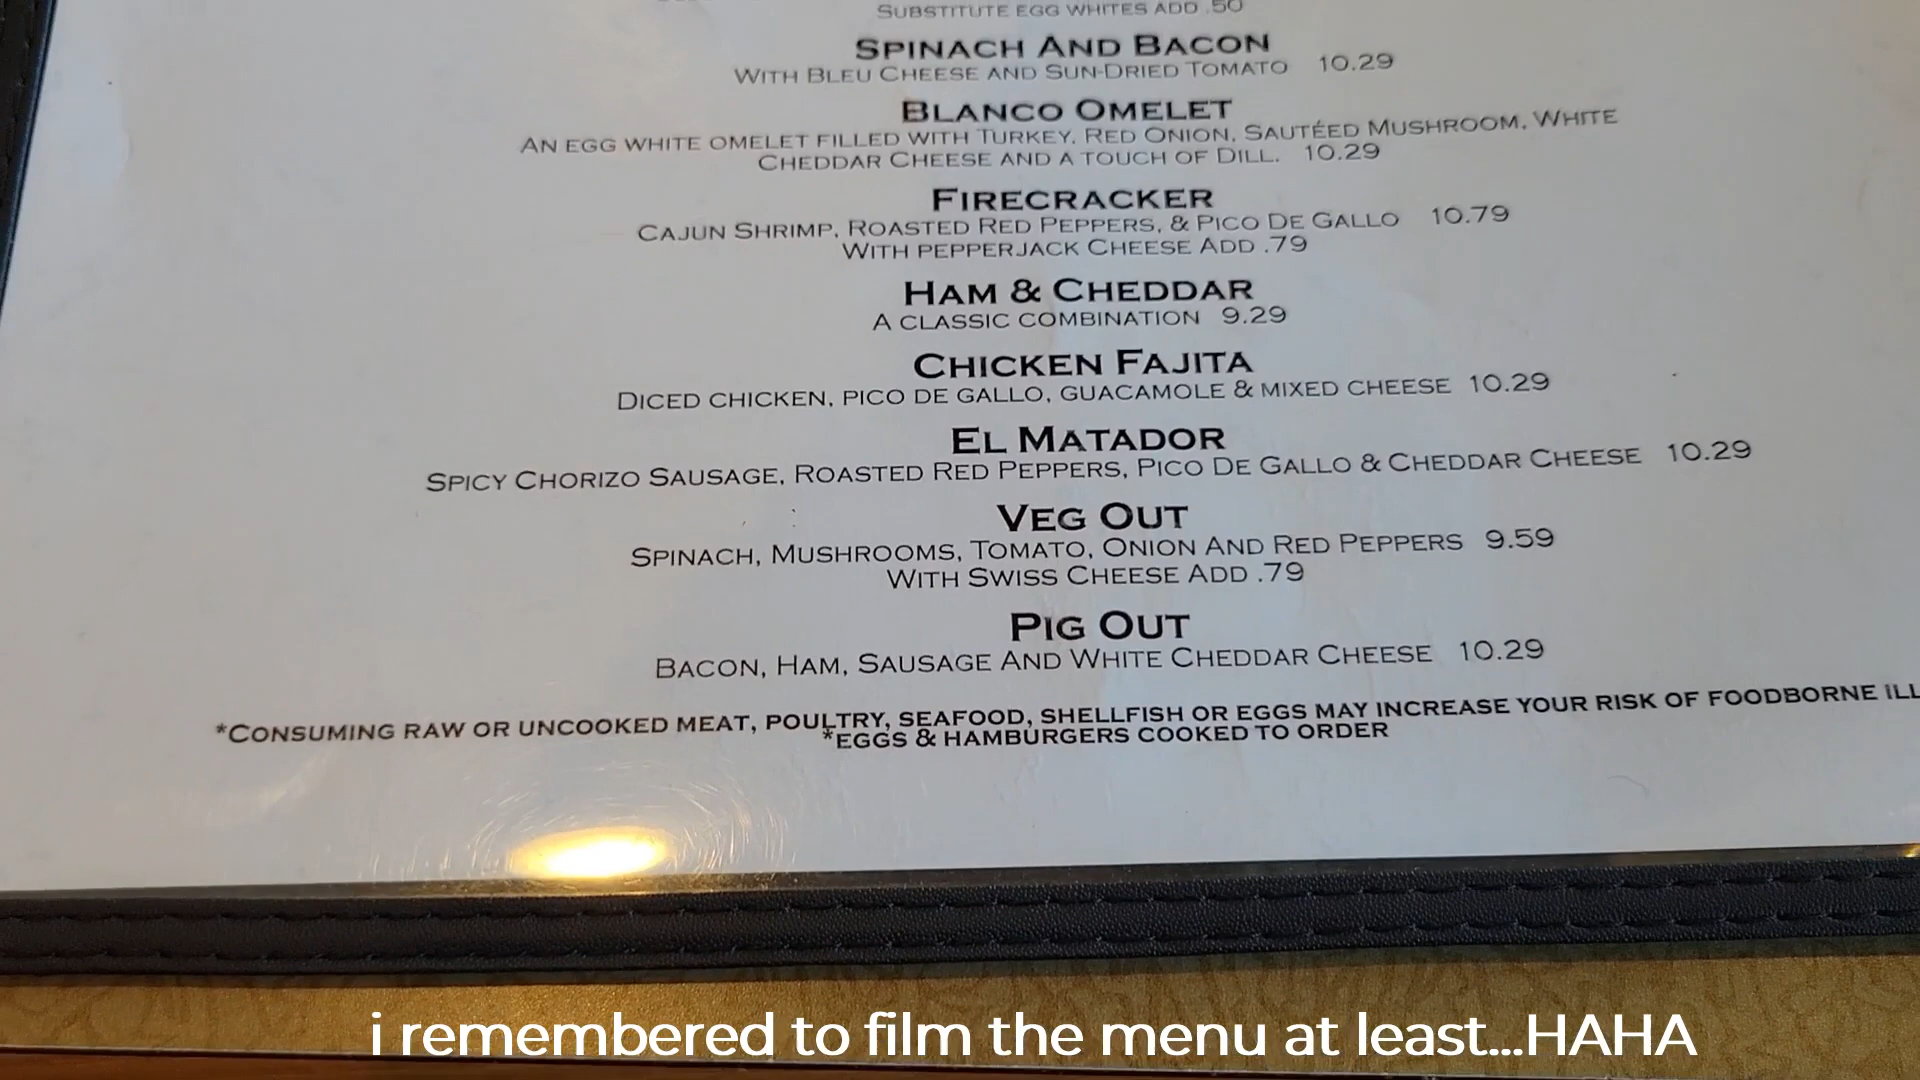 SUBSTITUTE EGG WHITES ADD .50
SPINACH AND BACON
WITH BLEU CHEESE AND SUN-DRIED TOMATO 10.29
BLANCO OMELET
AN EGG WHITE OMELET FILLED WITH TURKEY, RED ONION, SAUTÉED MUSHROOM, WHITE
CHEDDAR CHEESE AND A TOUCH OF DILL. 10.29
FIRECRACKER
CAJUN SHRIMP, ROASTED RED PEPPERS, & PICO DE GALLO 10.79
WITH PEPPERJACK CHEESE ADD .79
HAM & CHEDDAR
A CLASSIC COMBINATION 9.29
CHICKEN FAJITA
DICED CHICKEN, PICO DE GALLO, GUACAMOLE & MIXED CHEESE 10.29
EL MATADOR
SPICY CHORIZO SAUSAGE, ROASTED RED PEPPERS, PICO DE GALLO & CHEDDAR CHEESE 10.29
VEG OUT
SPINACH, MUSHROOMS, TOMATO, ONION AND RED PEPPERS 9.59
WITH SWISS CHEESE ADD .79
PIG OUT
BACON, HAM, SAUSAGE AND WHITE CHEDDAR CHEESE 10.29
*CONSUMING RAW OR UNCOOKED MEAT, POULTRY, SEAFOOD, SHELLFISH OR EGGS MAY INCREASE YOUR RISK OF FOODBORNE ILL
*EGGS & HAMBURGERS COOKED TO ORDER
i remembered to film the menu at least...HAHA